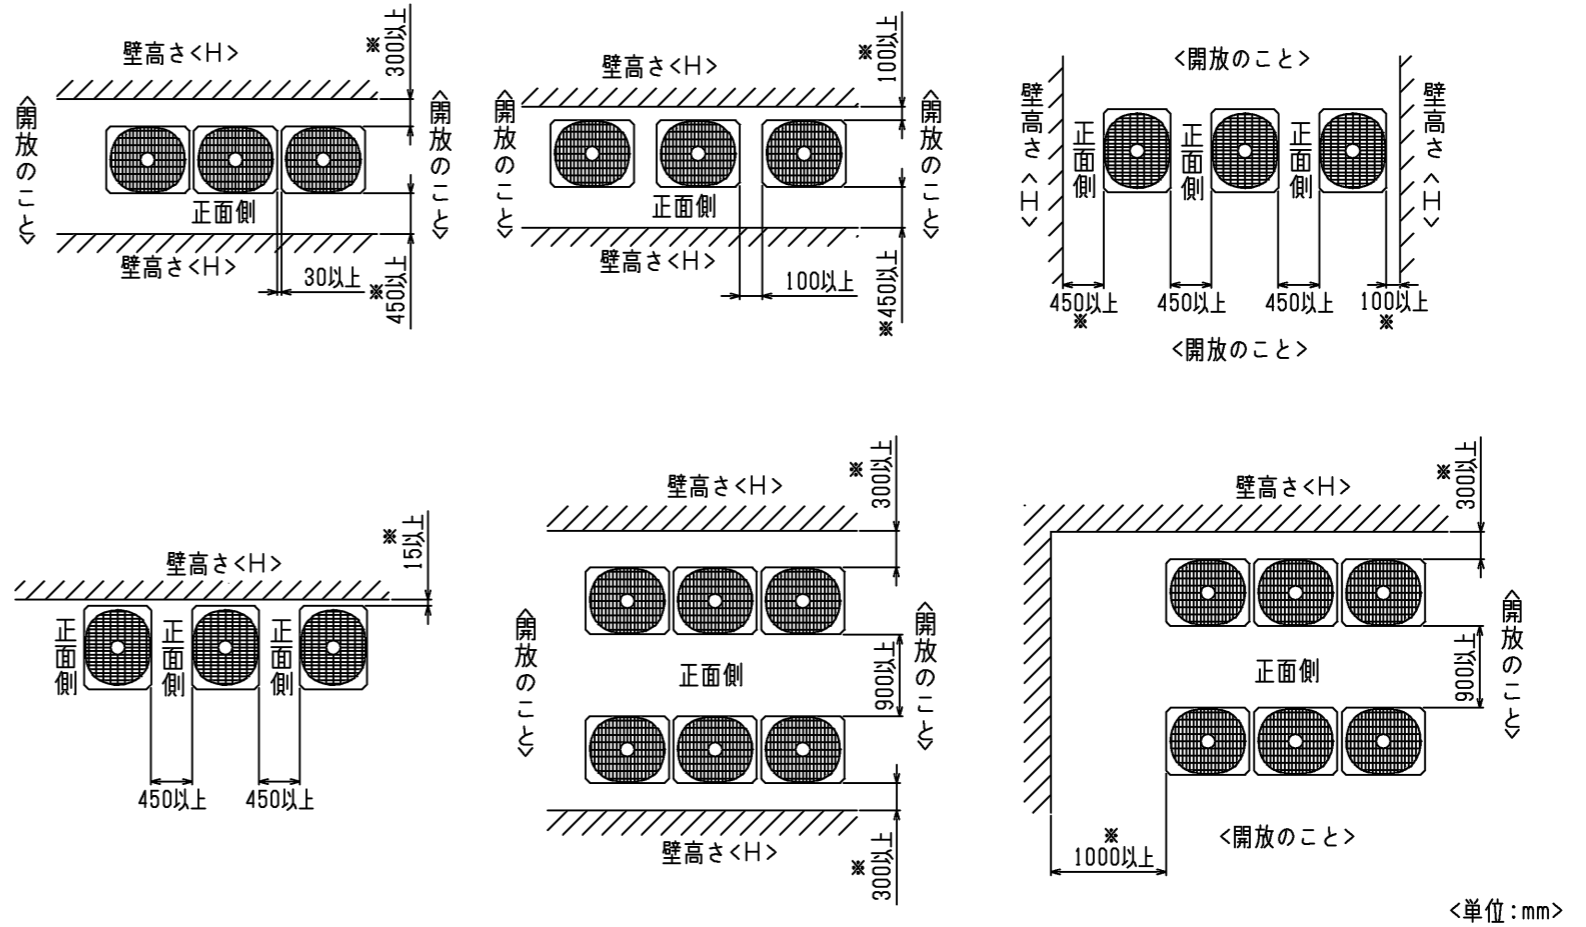 壁高さ<H>
※
300以上
<開放のこと>
<開放のこと>
正面側
壁高さ<H>
30以上
※
450以上
壁高さ<H>
※
100以上
<開放のこと>
<開放のこと>
正面側
壁高さ<H>
100以上
※450以上
<開放のこと>
壁高さ<H>
正面側
正面側
正面側
壁高さ<H>
450以上
※
450以上
450以上
100以上
※
<開放のこと>
壁高さ<H>
※
15以上
正面側
正面側
正面側
450以上
450以上
壁高さ<H>
※
300以上
<開放のこと>
<開放のこと>
正面側
900以上
壁高さ<H>
※
300以上
壁高さ<H>
※
300以上
<開放のこと>
正面側
900以上
※
1000以上
<開放のこと>
<単位:mm>